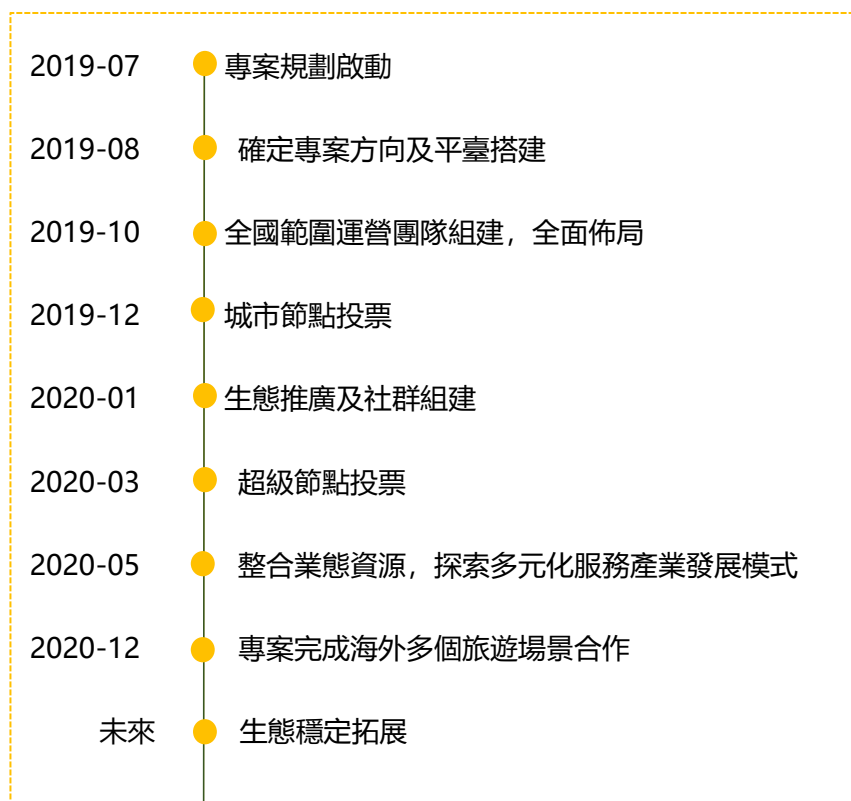 2019-07 專案規劃啟動
2019-08 確定專案方向及平臺搭建
2019-10 全國範圍運營團隊組建，全面佈局
2019-12 城市節點投票
2020-01 生態推廣及社群組建
2020-03 超級節點投票
2020-05 整合業態資源，探索多元化服務產業發展模式
2020-12 專案完成海外多個旅遊場景合作
未來 生態穩定拓展